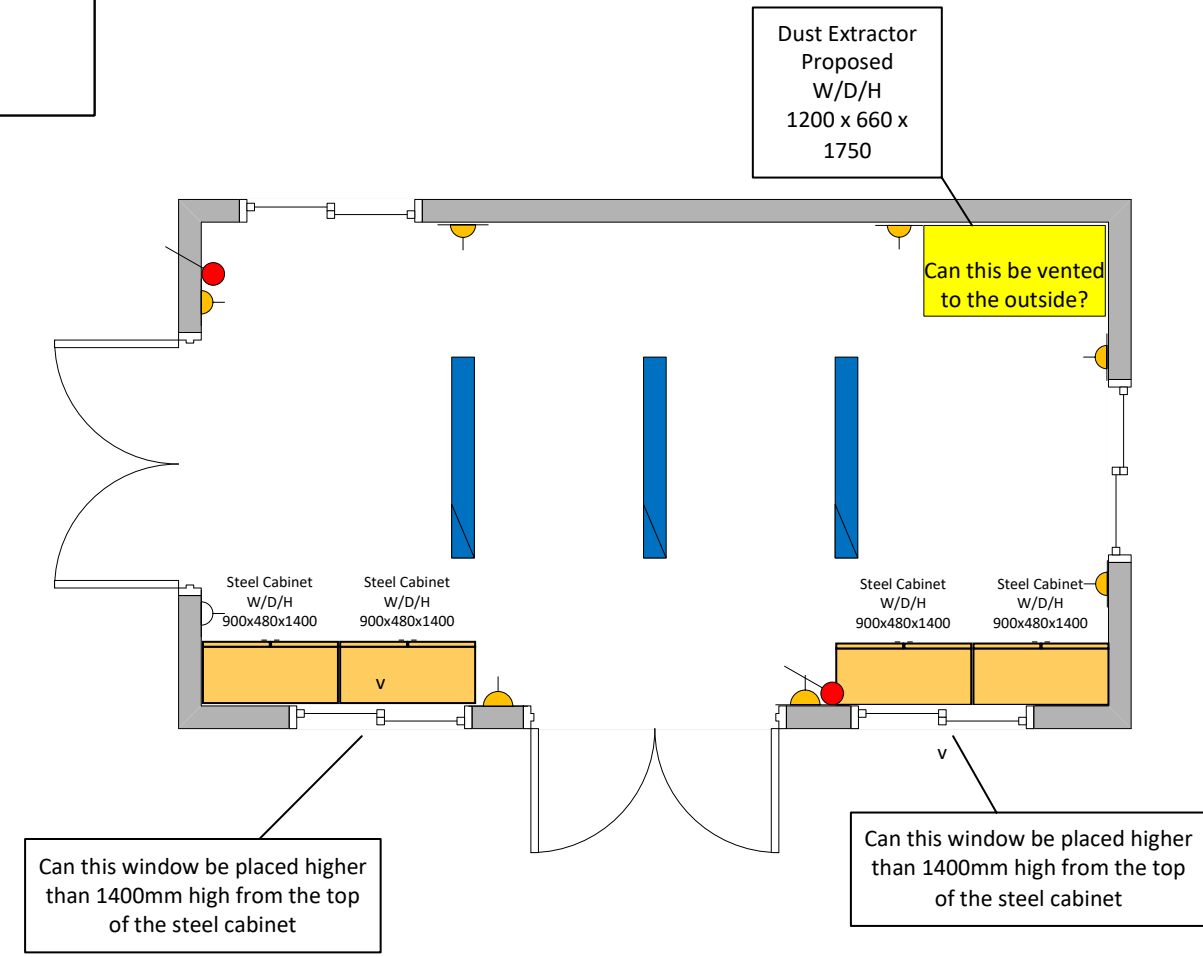 Dust Extractor
Proposed
W/D/H
1200 x 660 x
1750
Can this be vented
to the outside?
Steel Cabinet
W/D/H
900x480x1400
Steel Cabinet
W/D/H
900x480x1400
Steel Cabinet
W/D/H
900x480x1400
Steel Cabinet
W/D/H
900x480x1400
v
v
Can this window be placed higher
than 1400mm high from the top
of the steel cabinet
Can this window be placed higher
than 1400mm high from the top
of the steel cabinet